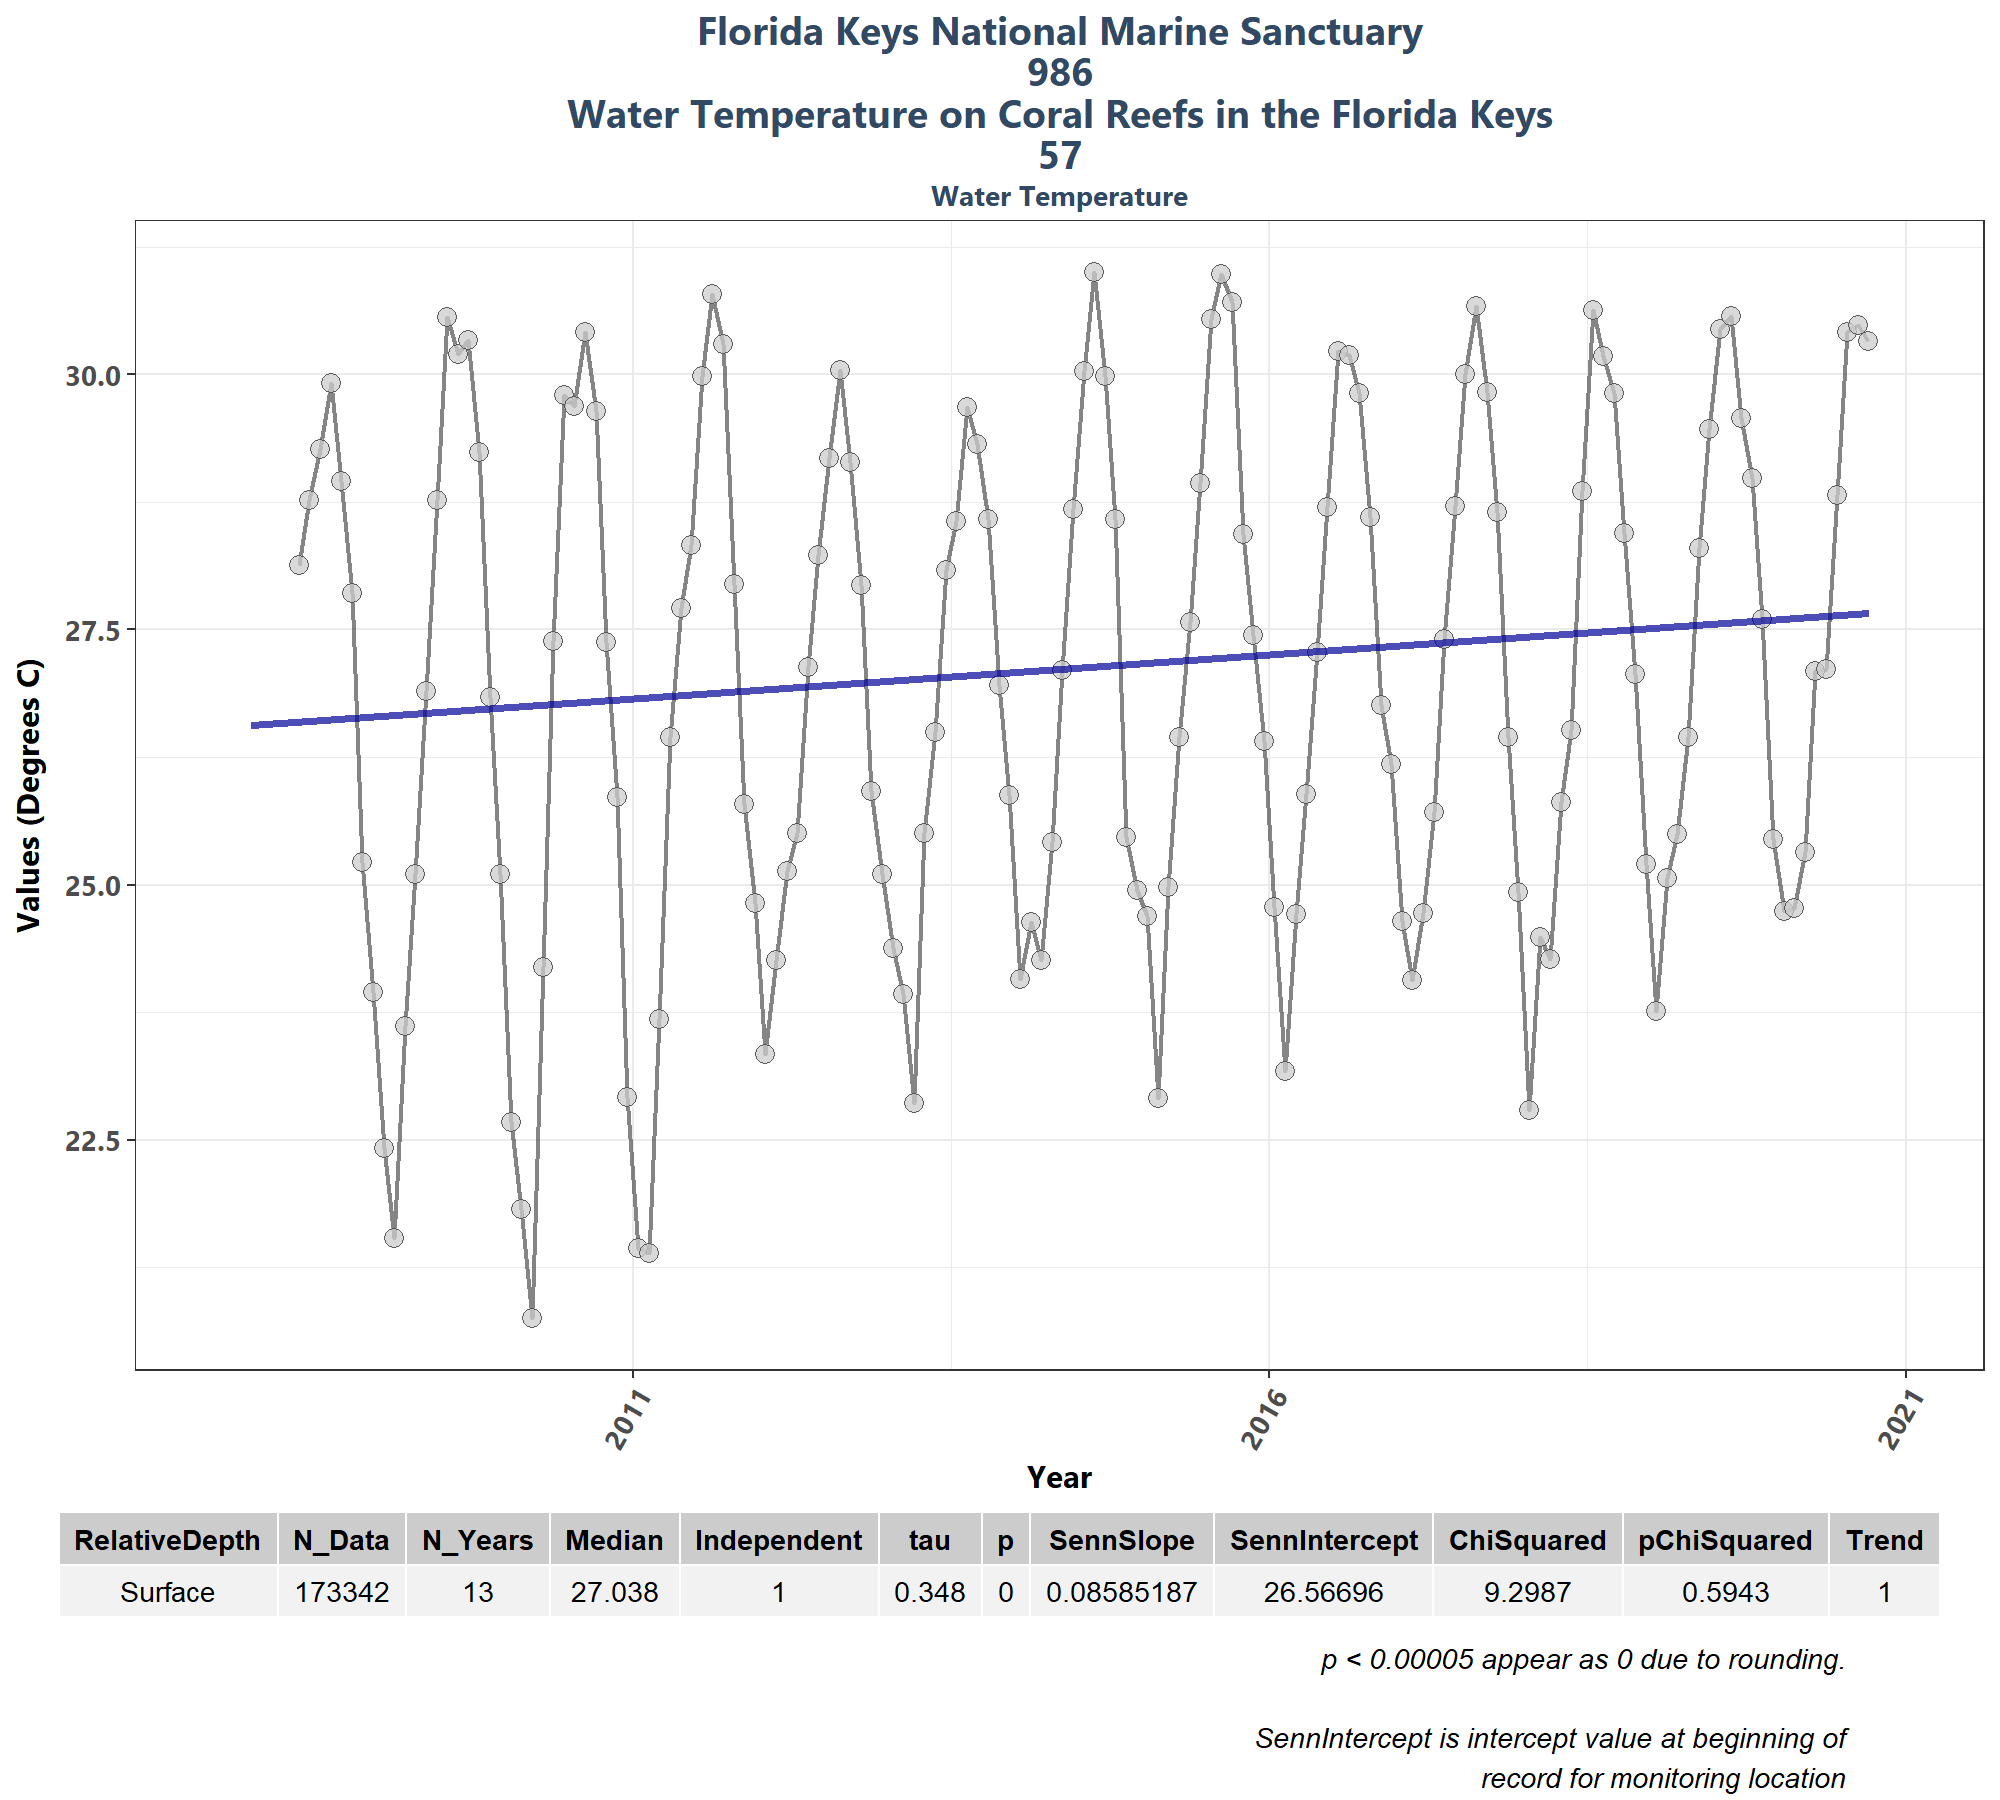 Florida Keys National Marine Sanctuary
986
Water Temperature on Coral Reefs in the Florida Keys
57
Water Temperature
30.0
27.5
25.0
22.5
Values (Degrees C)
2011
2016
2021
Year
RelativeDepth N_Data N_Years Median Independent tau p SennSlope SennIntercept ChiSquared pChiSquared Trend
Surface 173342 13 27.038 1 0.348 0 0.08585187 26.56696 9.2987 0.5943 1
p < 0.00005 appear as 0 due to rounding.
SennIntercept is intercept value at beginning of
record for monitoring location